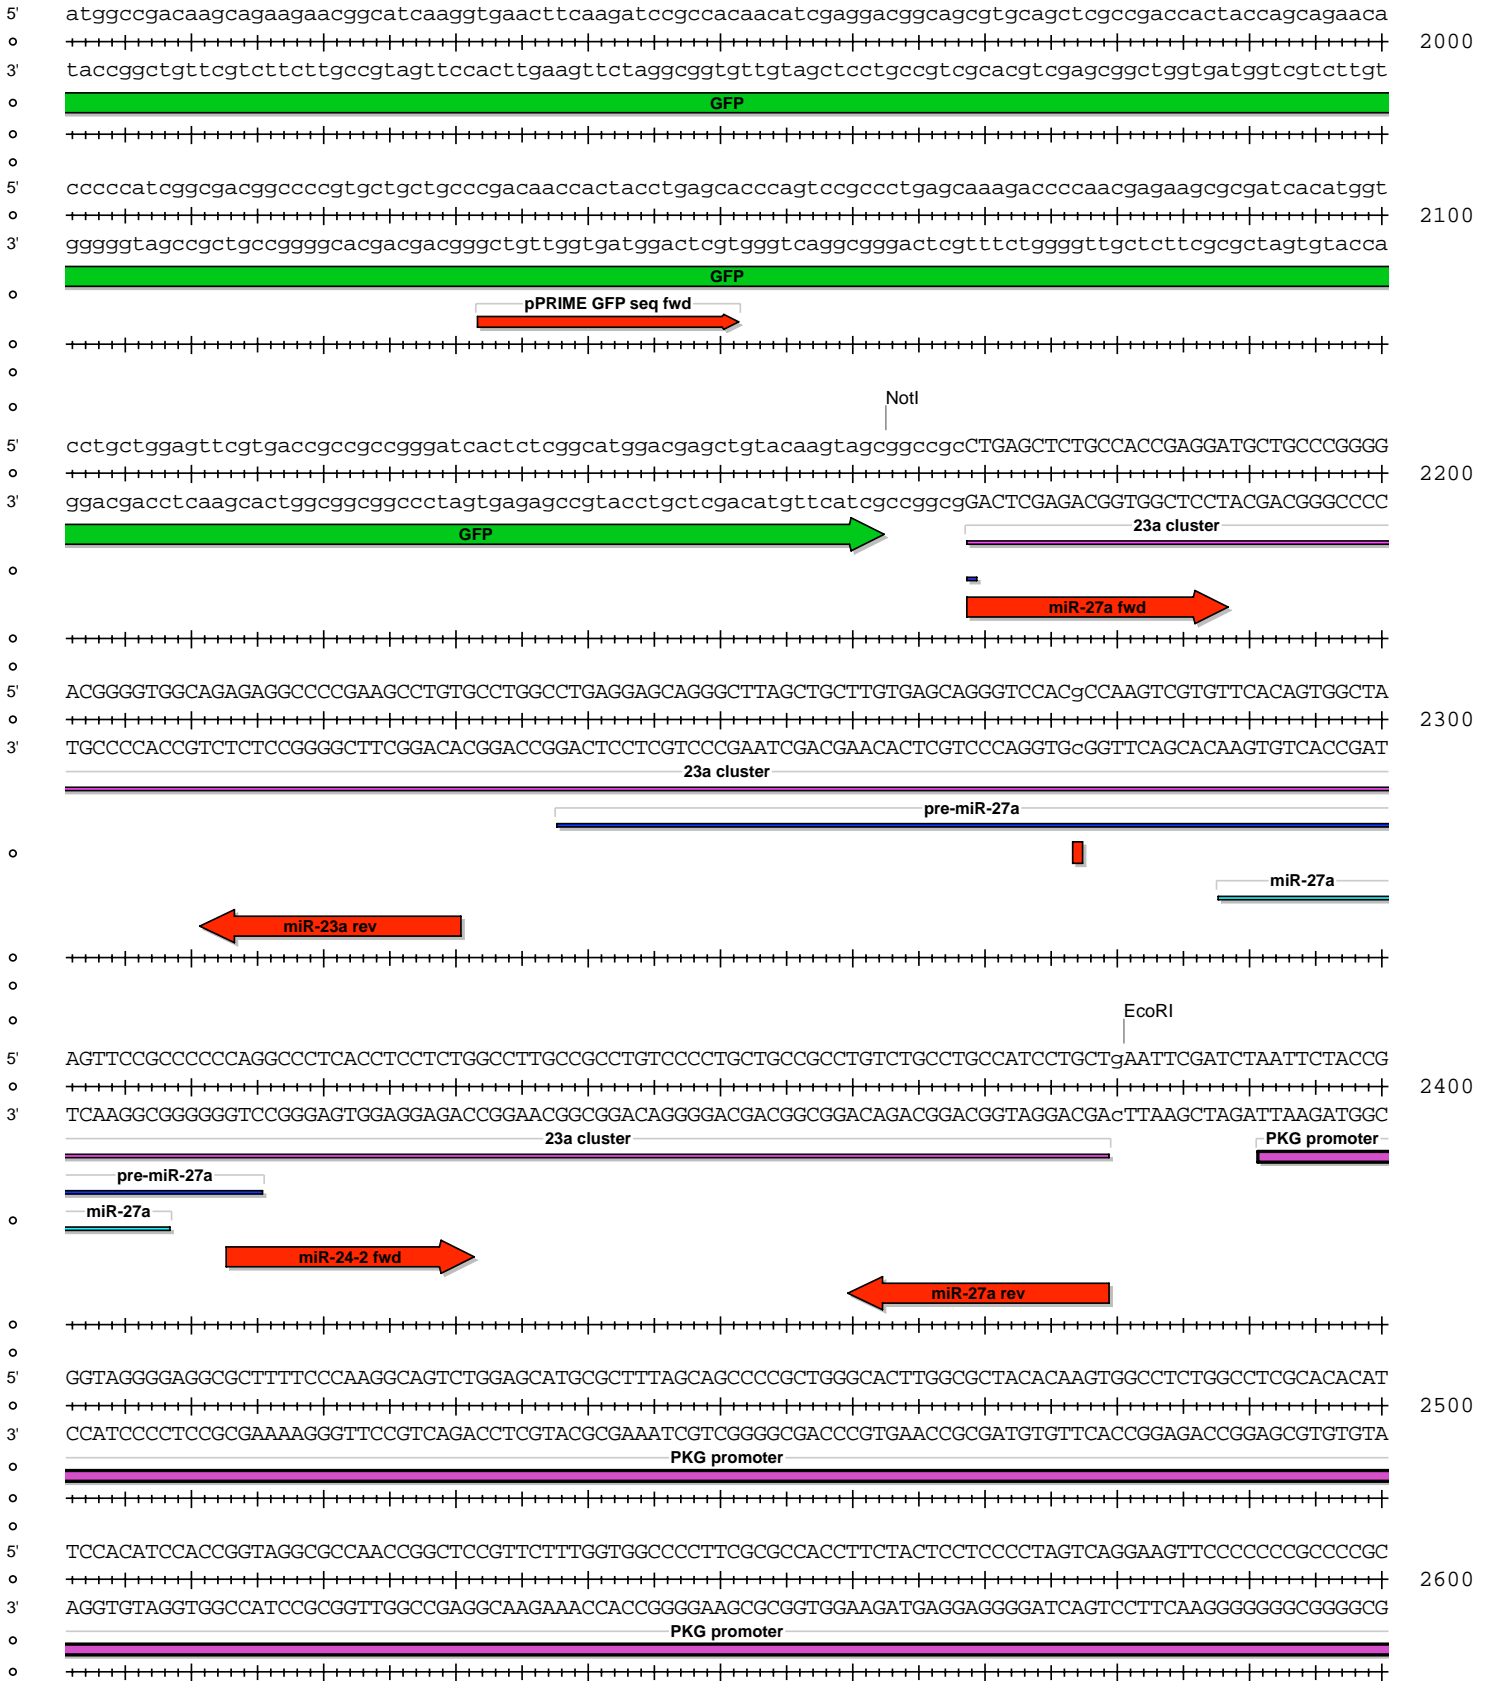 5' atggccgacaagcagaagaacggcatcaaggtgaacttcaagatccgccacaacatcgaggacggcagcgtgcagctcgccgaccactaccagcagaaca
2000
3' taccggctgttcgtcttcttgccgtagttccacttgaagttctaggcggtgttgtagctcctgccgtcgcacgtcgagcggctggtgatggtcgtcttgt
GFP
5' cccccatcggcgacggccccgtgctgctgcccgacaaccactacctgagcacccagtccgccctgagcaaagaccccaacgagaagcgcgatcacatggt
2100
3' gggggtagccgctgccggggcacgacgacgggctgttggtgatggactcgtgggtcaggcgggactcgtttctggggttgctcttcgcgctagtgtacca
GFP
pPRIME GFP seq fwd
NotI
5' cctgctggagttcgtgaccgccgccgggatcactctcggcatggacgagctgtacaagtagcggccgcCTGAGCTCTGCCACCGAGGATGCTGCCCGGGG
2200
3' ggacgacctcaagcactggcggcggccctagtgagagccgtacctgctcgacatgttcatcgccggcgGACTCGAGACGGTGGCTCCTACGACGGGCCCC
GFP 23a cluster
miR-27a fwd
5' ACGGGGTGGCAGAGAGGCCCCGAAGCCTGTGCCTGGCCTGAGGAGCAGGGCTTAGCTGCTTGTGAGCAGGGTCCACgCCAAGTCGTGTTCACAGTGGCTA
2300
3' TGCCCCACCGTCTCTCCGGGGCTTCGGACACGGACCGGACTCCTCGTCCCGAATCGACGAACACTCGTCCCAGGTGcGGTTCAGCACAAGTGTCACCGAT
23a cluster
pre-miR-27a
miR-27a
miR-23a rev
EcoRI
5' AGTTCCGCCCCCCAGGCCCTCACCTCCTCTGGCCTTGCCGCCTGTCCCCTGCTGCCGCCTGTCTGCCTGCCATCCTGCTgAATTCGATCTAATTCTACCG
2400
3' TCAAGGCGGGGGGTCCGGGAGTGGAGGAGACCGGAACGGCGGACAGGGGACGACGGCGGACAGACGGACGGTAGGACGAcTTAAGCTAGATTAAGATGGC
23a cluster PKG promoter
pre-miR-27a
miR-27a
miR-24-2 fwd
miR-27a rev
5' GGTAGGGGAGGCGCTTTTCCCAAGGCAGTCTGGAGCATGCGCTTTAGCAGCCCCGCTGGGCACTTGGCGCTACACAAGTGGCCTCTGGCCTCGCACACAT
2500
3' CCATCCCCTCCGCGAAAAGGGTTCCGTCAGACCTCGTACGCGAAATCGTCGGGGCGACCCGTGAACCGCGATGTGTTCACCGGAGACCGGAGCGTGTGTA
PKG promoter
5' TCCACATCCACCGGTAGGCGCCAACCGGCTCCGTTCTTTGGTGGCCCCTTCGCGCCACCTTCTACTCCTCCCCTAGTCAGGAAGTTCCCCCCCGCCCCGC
2600
3' AGGTGTAGGTGGCCATCCGCGGTTGGCCGAGGCAAGAAACCACCGGGGAAGCGCGGTGGAAGATGAGGAGGGGATCAGTCCTTCAAGGGGGGGCGGGGCG
PKG promoter